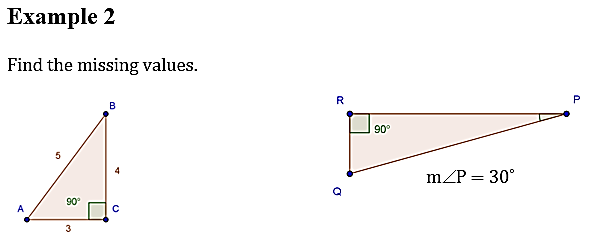 Example 2
Find the missing values.
B
5
4
90°
A
C
3
R
P
90°
m∠P = 30°
Q